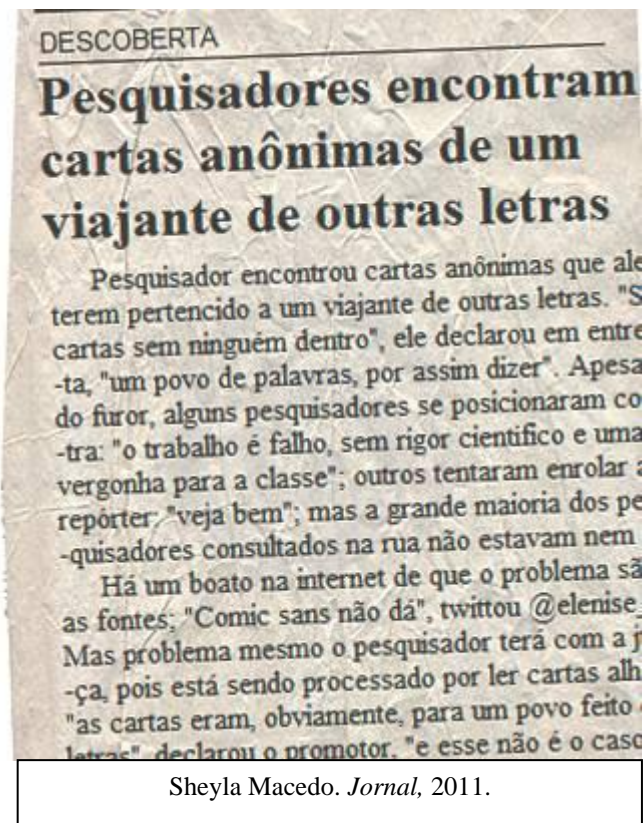 DESCOBERTA
Pesquisadores encontram
cartas anônimas de um
viajante de outras letras
Pesquisador encontrou cartas anônimas que ale
terem pertencido a um viajante de outras letras. "S
cartas sem ninguém dentro", ele declarou em entre
-ta, "um povo de palavras, por assim dizer". Apesa
do furor, alguns pesquisadores se posicionaram co
-tra: "o trabalho é falho, sem rigor cientifico e uma
vergonha para a classe"; outros tentaram enrolar a
repórter: "veja bem"; mas a grande maioria dos pe
-quisadores consultados na rua não estavam nem
Há um boato na internet de que o problema sã
as fontes; "Comic sans não dá", twittou @elenise_
Mas problema mesmo o pesquisador terá com a j
-ça, pois está sendo processado por ler cartas alh
"as cartas eram, obviamente, para um povo feito
letras", declarou o promotor, "e esse não é o caso
Sheyla Macedo. Jornal, 2011.